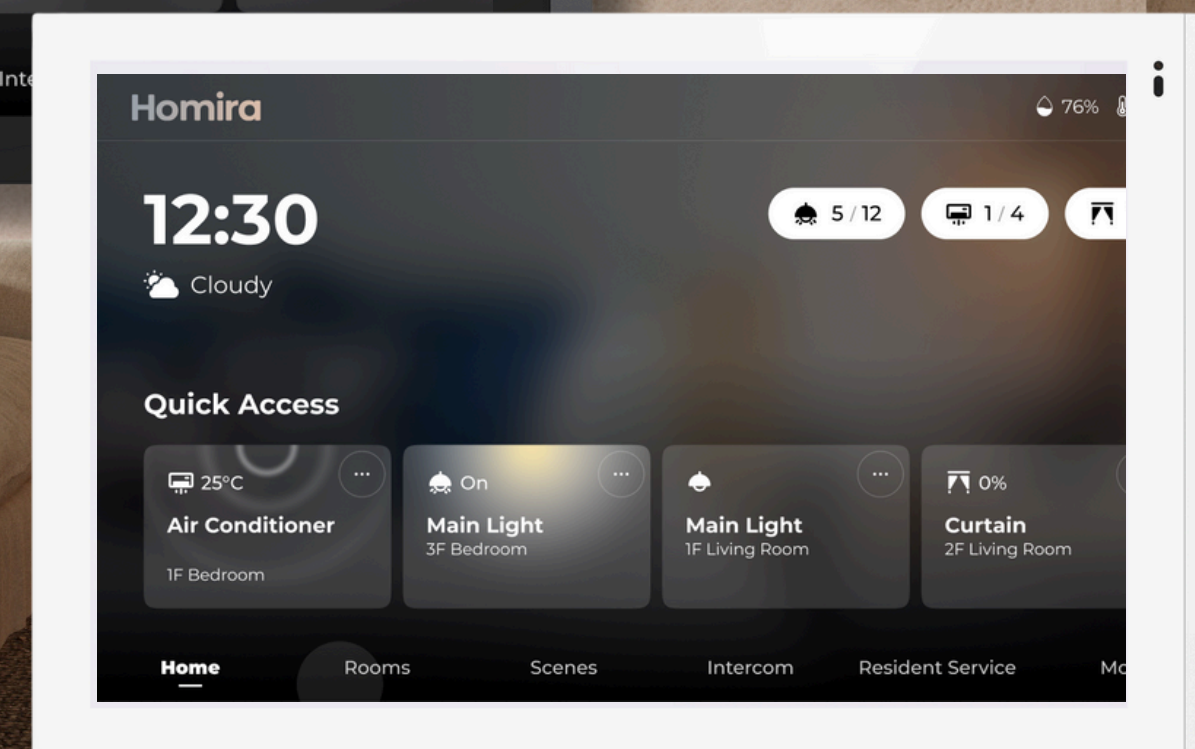 Homira
76%
12:30
5 / 12
1 / 4
Cloudy
Quick Access
25°C
Air Conditioner
1F Bedroom
On
Main Light
3F Bedroom
Main Light
1F Living Room
0%
Curtain
2F Living Room
Home
Rooms
Scenes
Intercom
Resident Service